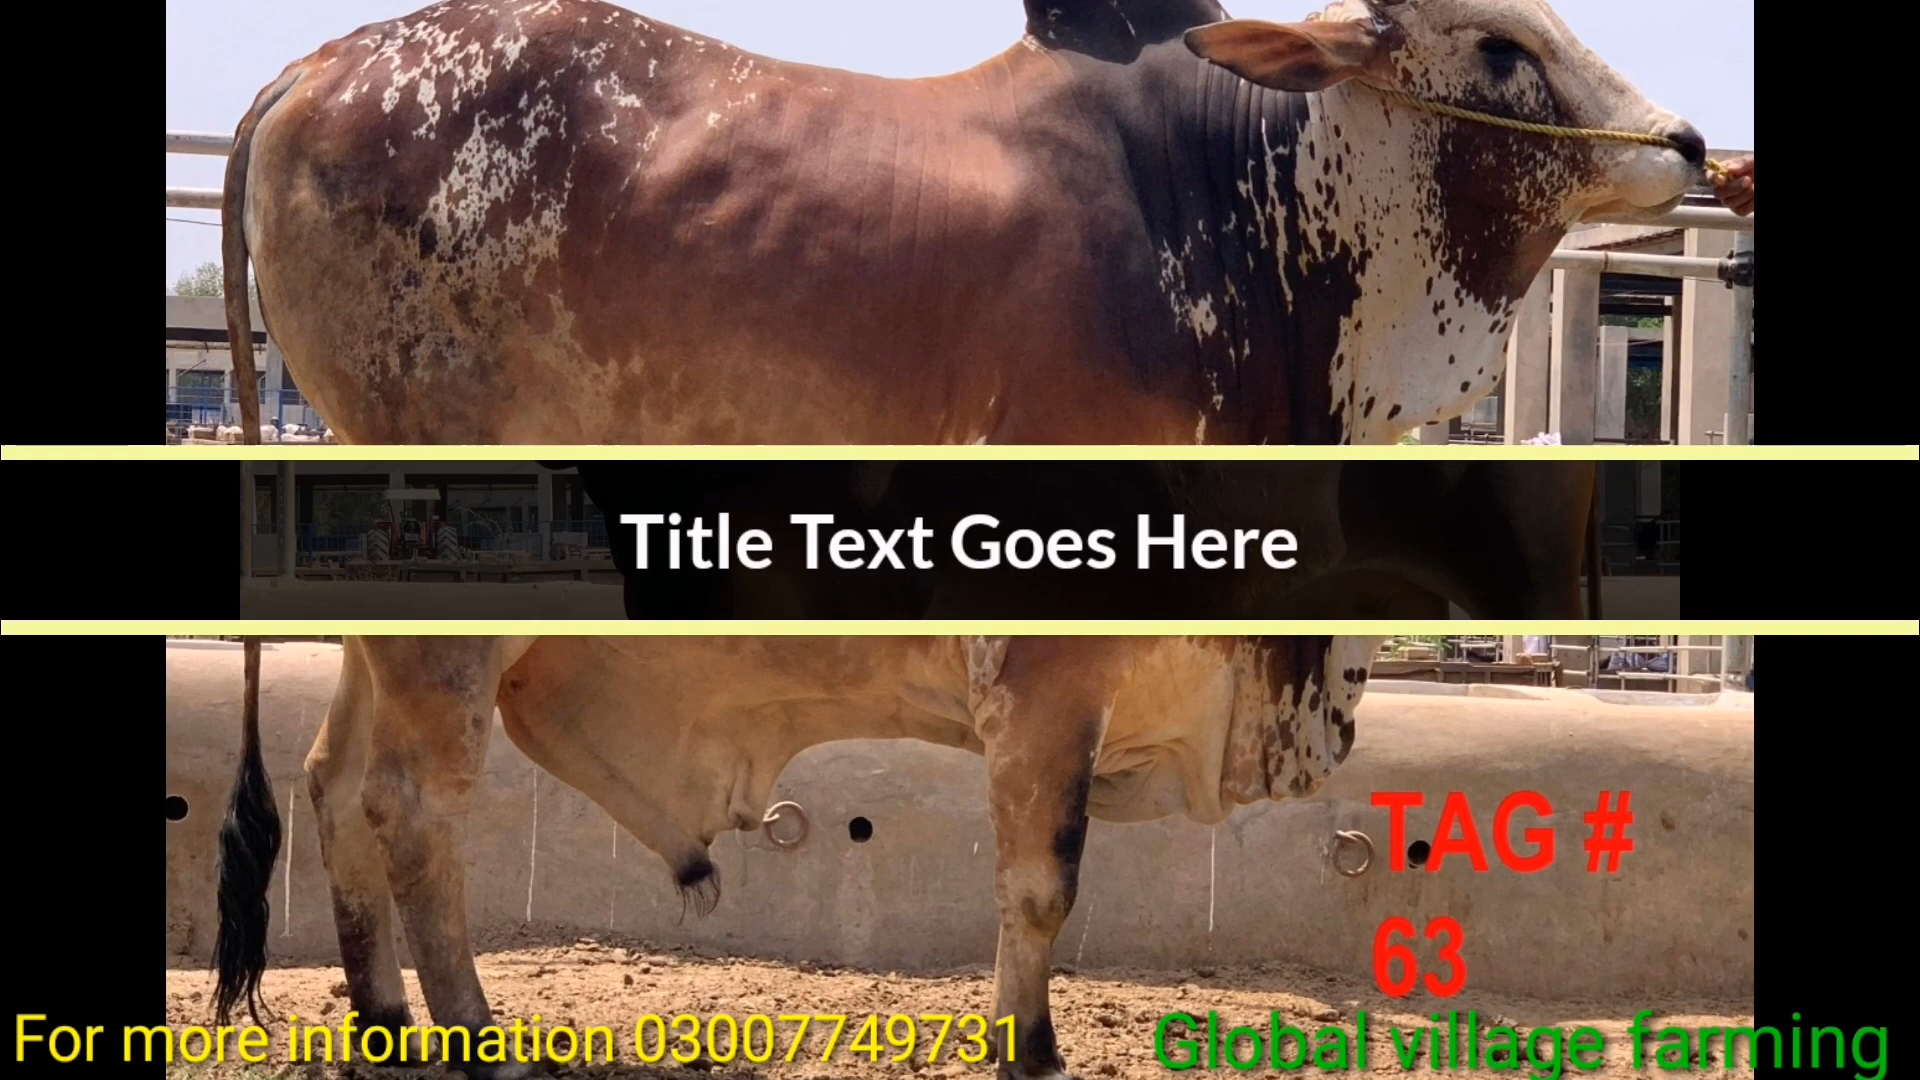 Title Text Goes Here
TAG #
63
For more information 03007749731
Global village farming